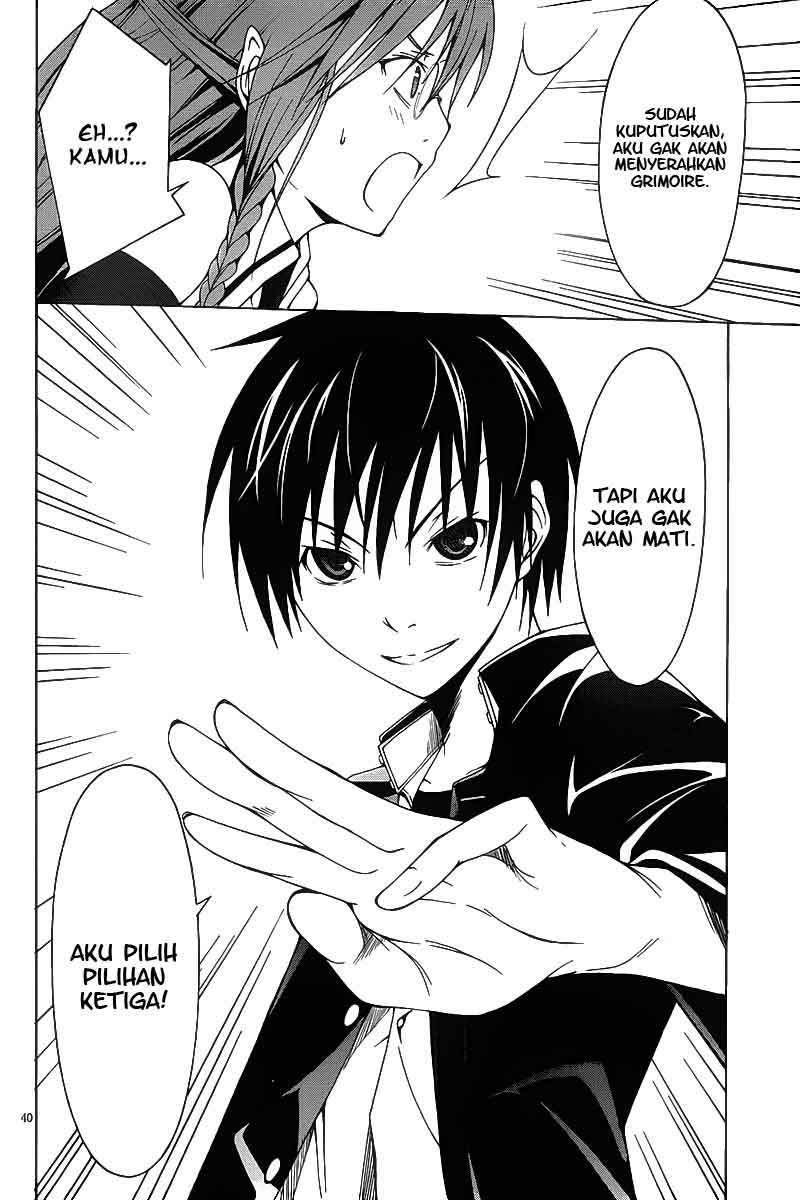 SUDAH
KUPUTUSKAN,
AKU GAK AKAN
MENYERAHKAN
GRIMOIRE.
EH...?
KAMU...
TAPI AKU
JUGA GAK
AKAN MATI.
AKU PILIH
PILIHAN
KETIGA!
40